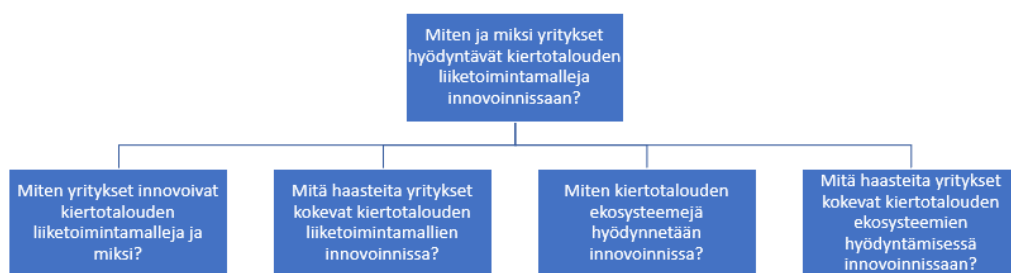 Miten ja miksi yritykset
hyödyntävät kiertotalouden
liiketoimintamalleja
innovoinnissaan?
Miten yritykset innovoivat
kiertotalouden
liiketoimintamalleja ja
miksi?
Mitä haasteita yritykset
kokevat kiertotalouden
liiketoimintamallien
innovoinnissa?
Miten kiertotalouden
ekosysteemejä
hyödynnetään
innovoinnissa?
Mitä haasteita yritykset
kokevat kiertotalouden
ekosysteemien
hyödyntämisessä
innovoinnissaan?